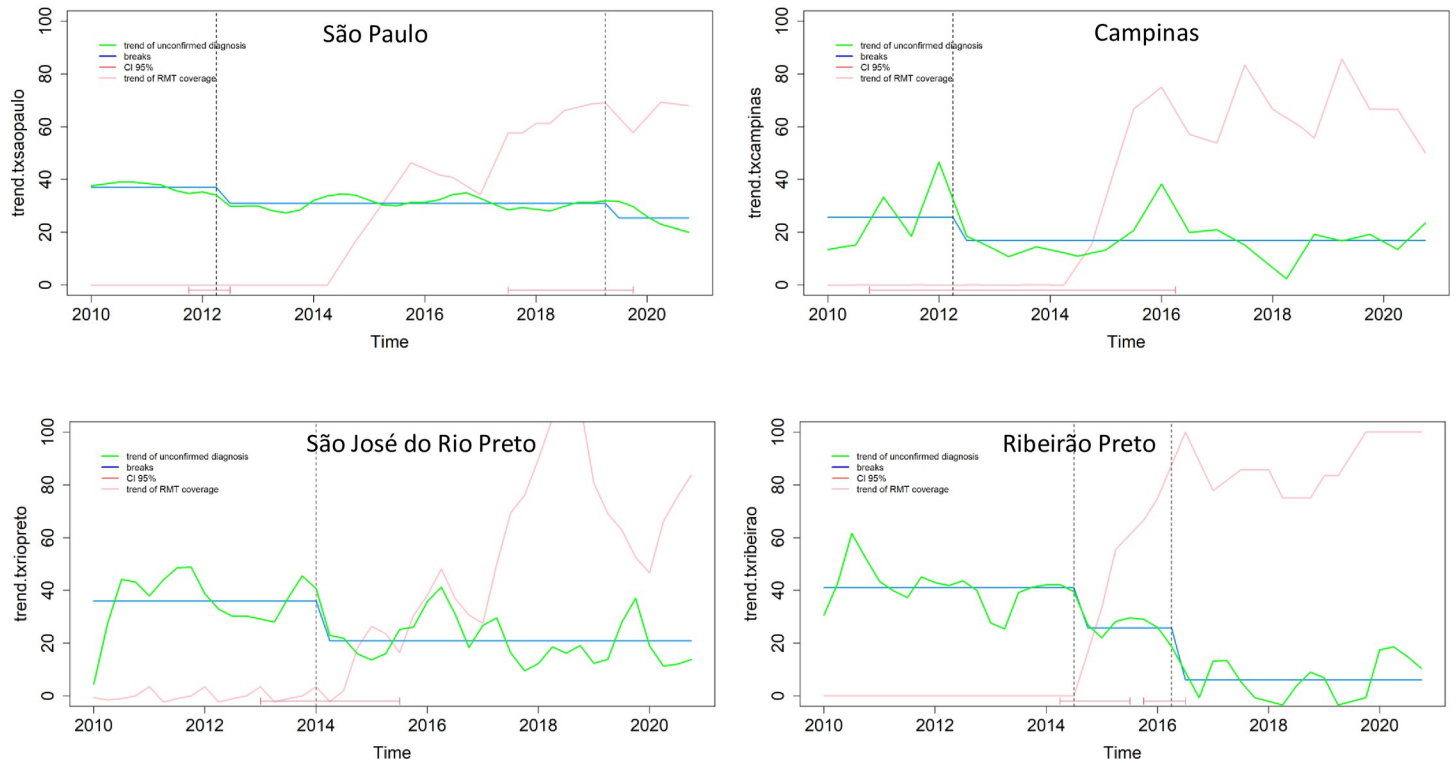 São Paulo
trend of unconfirmed diagnosis
breaks
CI 95%
trend of RMT coverage
trend.txsaopaulo
0
20
40
60
80
100
2010 2012 2014 2016 2018 2020
Time
Campinas
trend of unconfirmed diagnosis
breaks
CI 95%
trend of RMT coverage
trend.txcampinas
0
20
40
60
80
100
2010 2012 2014 2016 2018 2020
Time
São José do Rio Preto
trend of unconfirmed diagnosis
breaks
CI 95%
trend of RMT coverage
trend.txriopreto
0
20
40
60
80
100
2010 2012 2014 2016 2018 2020
Time
Ribeirão Preto
trend of unconfirmed diagnosis
breaks
CI 95%
trend of RMT coverage
trend.txribeirao
0
20
40
60
80
100
2010 2012 2014 2016 2018 2020
Time